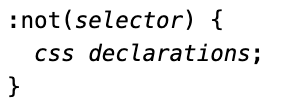 :not(selector) {
  css declarations;
}